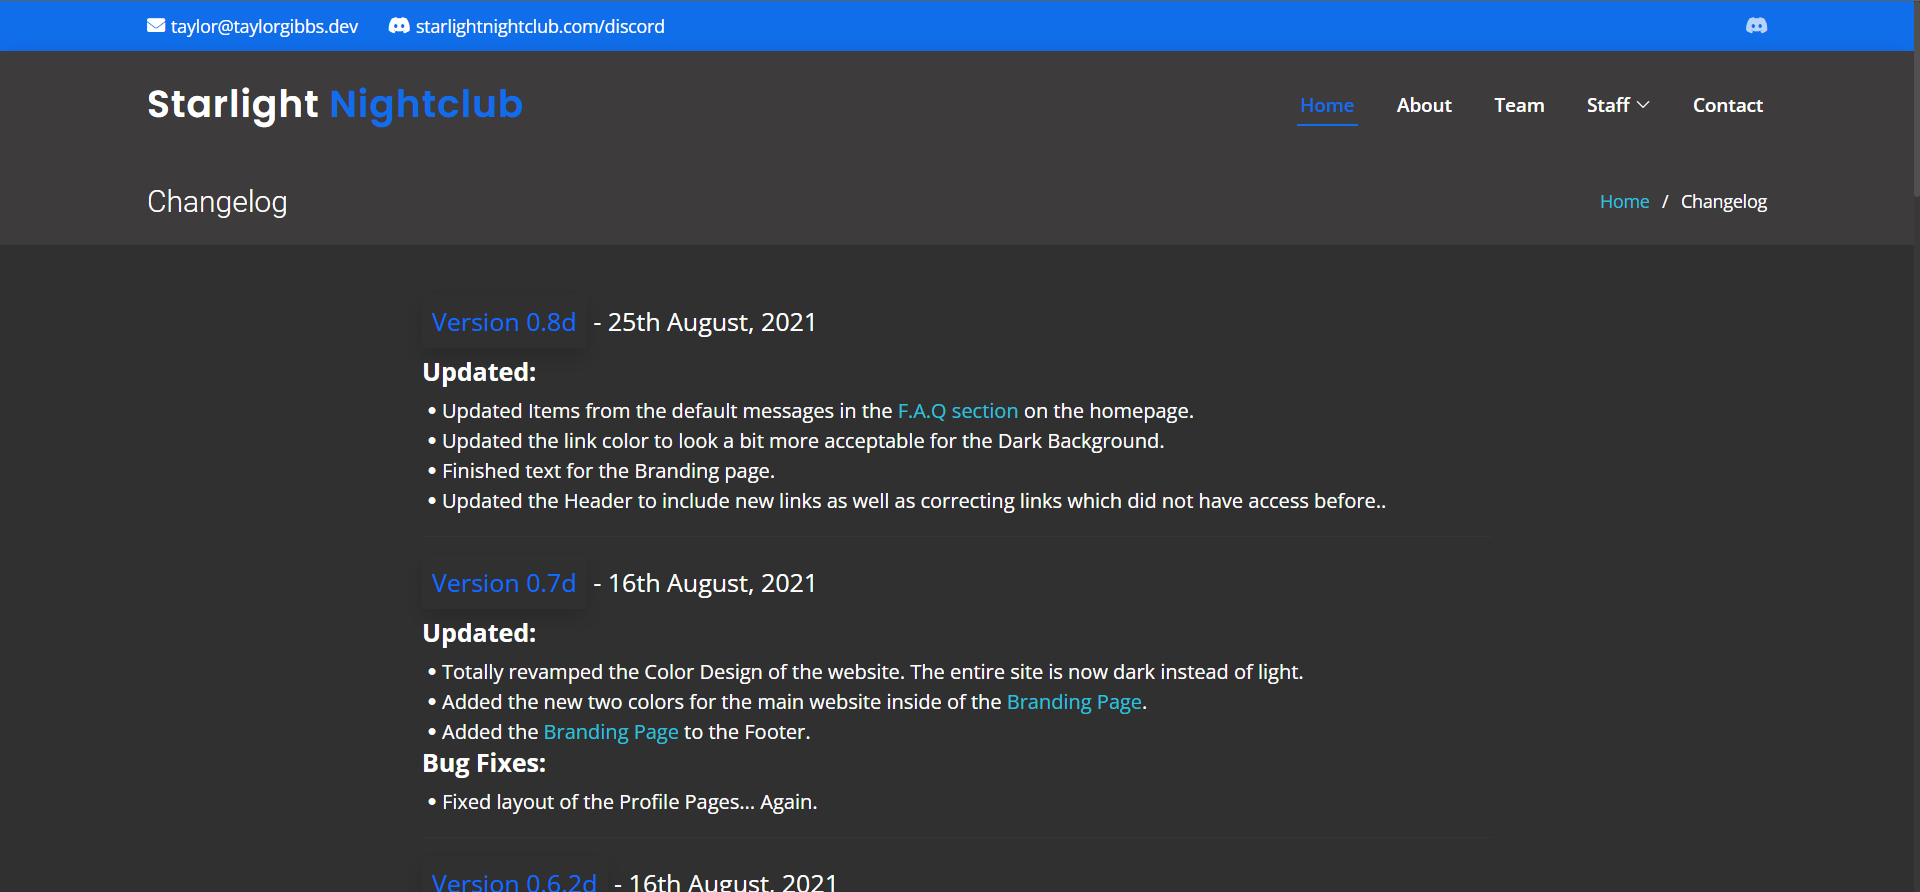 taylor@taylorgibbs.dev starlightnightclub.com/discord
Starlight Nightclub
Home About Team Staff Contact
Changelog
Home / Changelog
Version 0.8d - 25th August, 2021
Updated:
• Updated Items from the default messages in the F.A.Q section on the homepage.
• Updated the link color to look a bit more acceptable for the Dark Background.
• Finished text for the Branding page.
• Updated the Header to include new links as well as correcting links which did not have access before..
Version 0.7d - 16th August, 2021
Updated:
• Totally revamped the Color Design of the website. The entire site is now dark instead of light.
• Added the new two colors for the main website inside of the Branding Page.
• Added the Branding Page to the Footer.
Bug Fixes:
• Fixed layout of the Profile Pages... Again.
Version 0.6.2d - 16th August, 2021